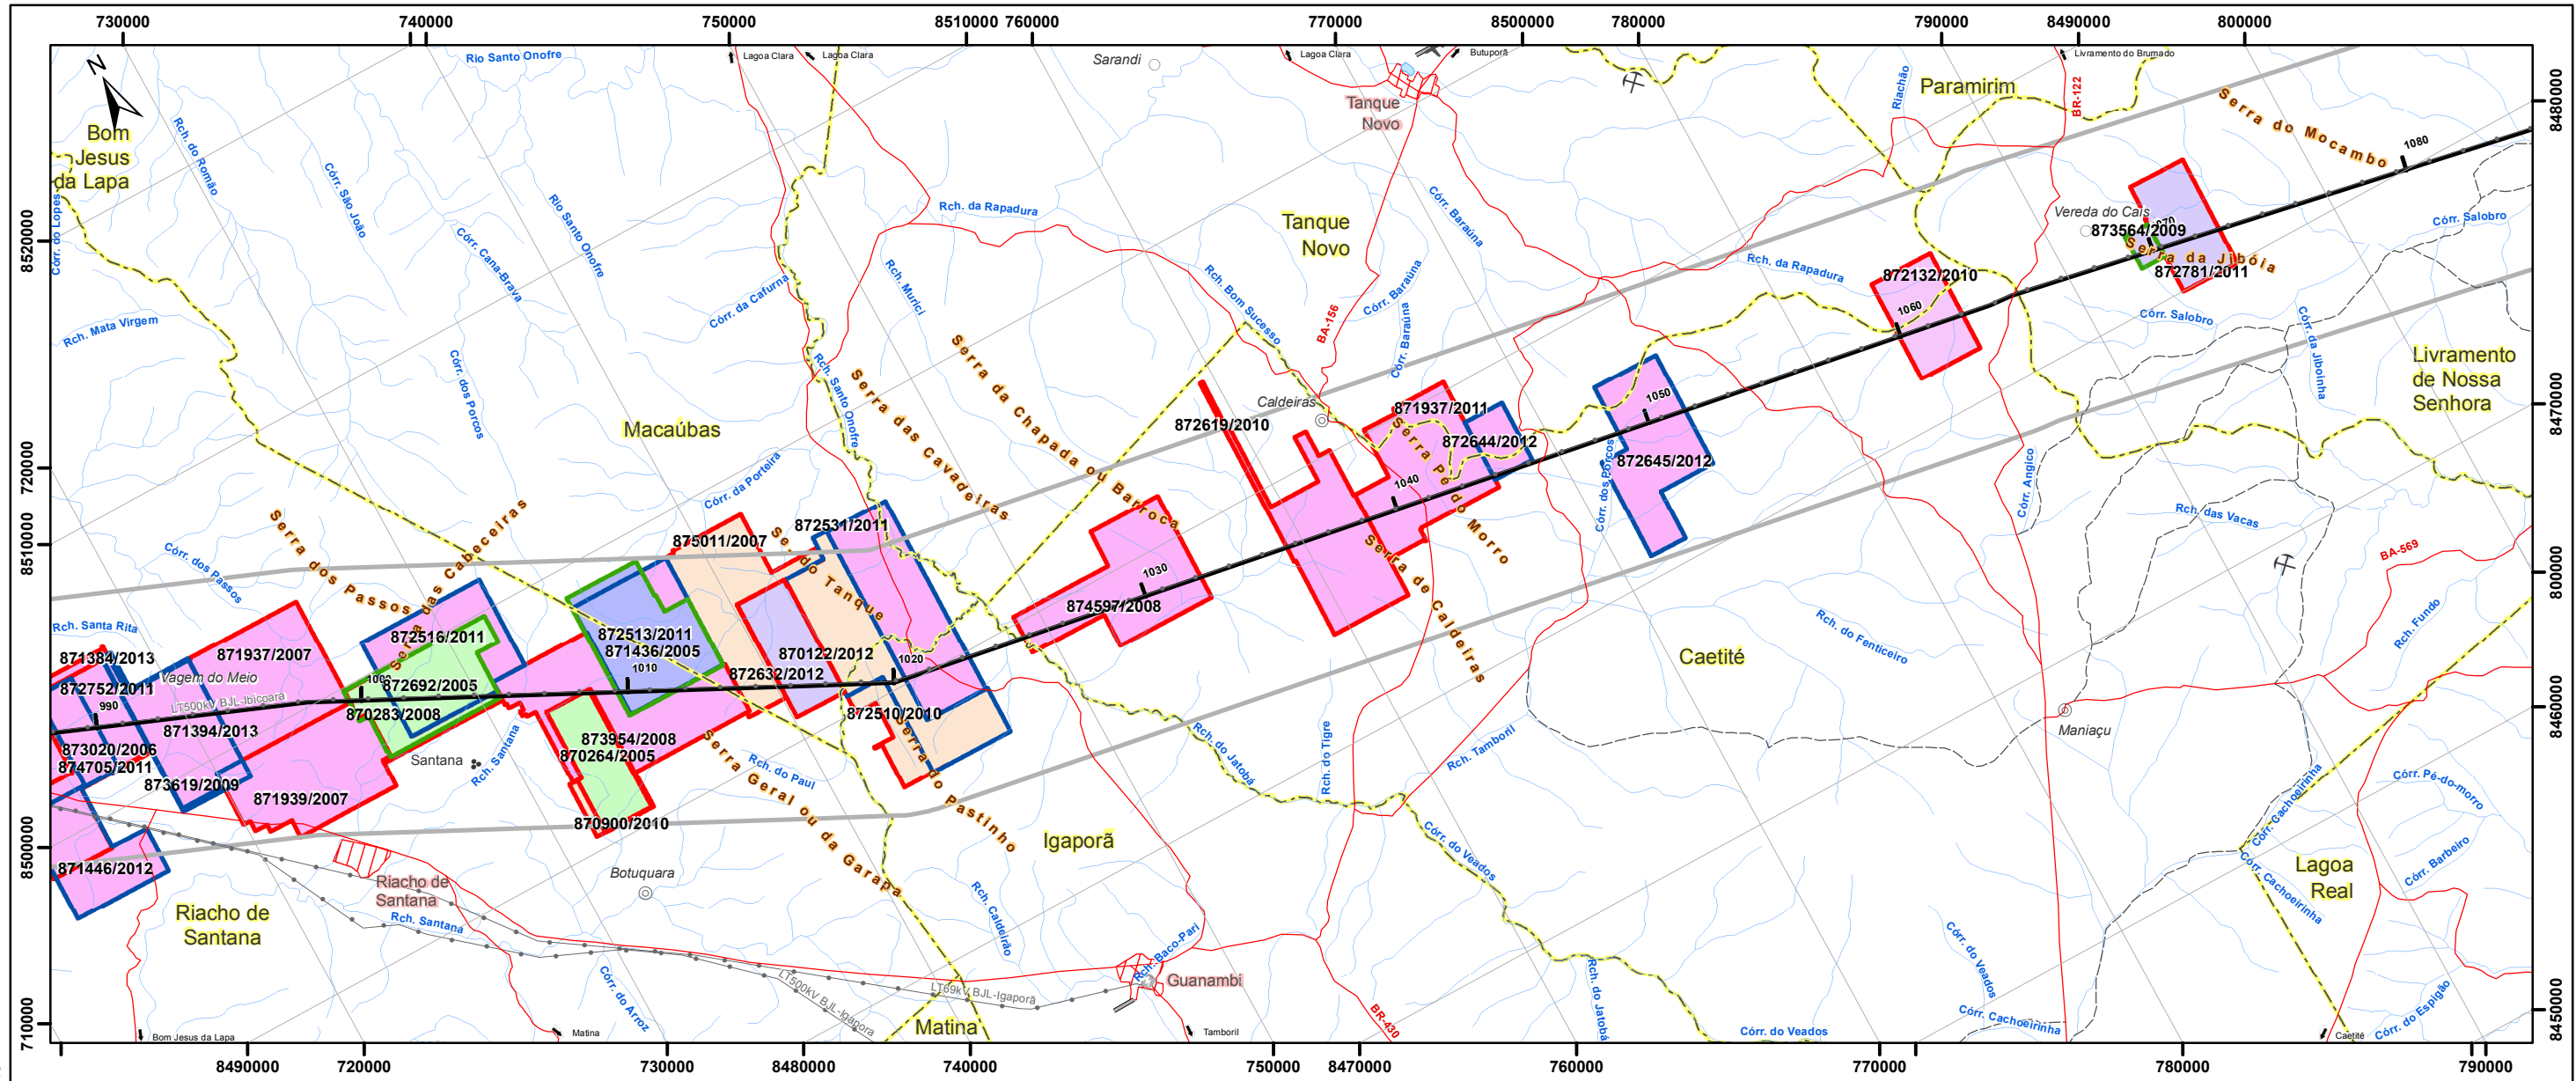 730000
740000
750000
8510000
760000
770000
8500000
780000
790000
8490000
800000
N
Bom
Jesus
da Lapa
Rio Santo Onofre
Lagoa Clara
Lagoa Clara
Sarandi
Lagoa Clara
Butuporã
Tanque
Novo
Paramirim
Riachão
BR-122
Livramento do Brumado
Serra do Mocambo
1080
8480000
Córr. do Lopes
Rch. do Romão
Córr. São João
Córr. Cana-Brava
Rio Santo Onofre
Rch. da Rapadura
Tanque
Novo
Córr. Baraúna
Vereda do Cais
873564/2009
Serra da Jibóia
872781/2011
Córr. Salobro
8520000
Rch. Mata Virgem
Córr. dos Porcos
Córr. da Cafurna
Rch. Murici
Rch. Santo Onofre
Rch. Bom Sucesso
BA-156
Córr. Baraúna
Córr. Baraúna
Rch. da Rapadura
872132/2010
1060
Córr. Salobro
Córr. da Jiboinha
Livramento
de Nossa
Senhora
8470000
Macaúbas
Serra das Cavadeiras
Serra da Chapada ou Barroca
Caldeiras
872619/2010
871937/2011
872644/2012
Serra Pé do Morro
1040
1050
872645/2012
Córr. dos Porcos
Córr. Angico
Rch. das Vacas
BA-569
720000
8510000
Córr. da Porteira
Serra dos Passos
Serra das Cabeceiras
Córr. dos Passos
Rch. Santa Rita
875011/2007
872531/2011
Se. do Tanque
1030
874597/2008
Serra de Caldeiras
800000
871384/2013
872752/2011
990
Vagem do Meio
871937/2007
872516/2011
872692/2005
872513/2011
871436/2005
1010
870122/2012
872632/2012
1020
872510/2010
Caetité
Rch. do Fenticeiro
Rch. Fundo
LT500kV BJL-Ibicoara
870283/2008
871394/2013
873020/2006
874705/2011
873619/2009
871939/2007
Santana
Rch. Santana
873954/2008
870264/2005
870900/2010
Serra Geral ou da Garapa
Rch. do Paul
Serra do Pastinho
Rch. do Jatobá
Rch. do Tigre
Rch. Tamboril
Maniaçu
8460000
Córr. Pé-do-morro
Córr. Cachoeirinha
8500000
871446/2012
Riacho de
Santana
Riacho de
Santana
Rch. Santana
Botuquara
Igaporã
Rch. Caldeirão
Córr. do Veados
Córr. Cachoeirinha
Lagoa
Real
Córr. Barbeiro
Córr. do Arroz
LT500kV BJL-Igapora
LT69kV BJL-Igaporã
Rch. Baco-Pari
Guanambi
Matina
BR-430
Rch. do Jatobá
Córr. do Veados
Córr. do Veados
Córr. Cachoeirinha
Córr. do Espigão
8450000
710000
Bom Jesus da Lapa
Matina
Tamboril
Caetité
8490000
720000
730000
8480000
740000
750000
8470000
760000
770000
780000
790000